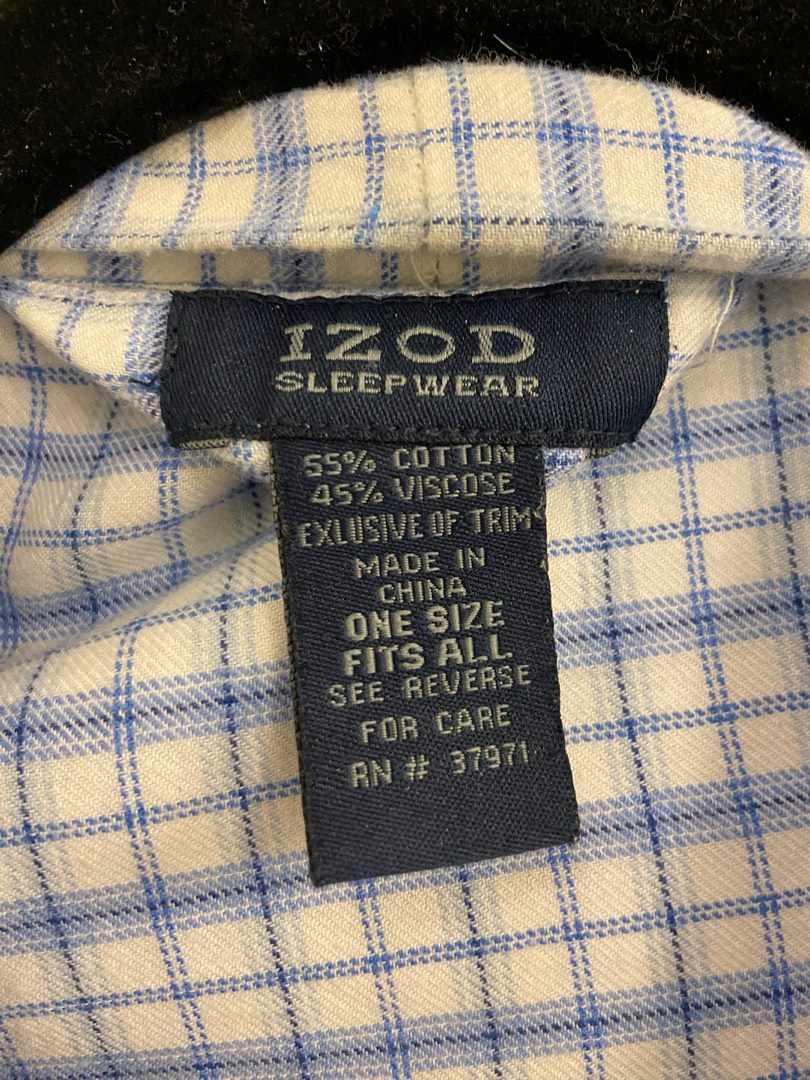 IZOD
SLEEPWEAR
55% COTTON
45% VISCOSE
EXLUSIVE OF TRIM
MADE IN
CHINA
ONE SIZE
FITS ALL
SEE REVERSE
FOR CARE
RN # 37971